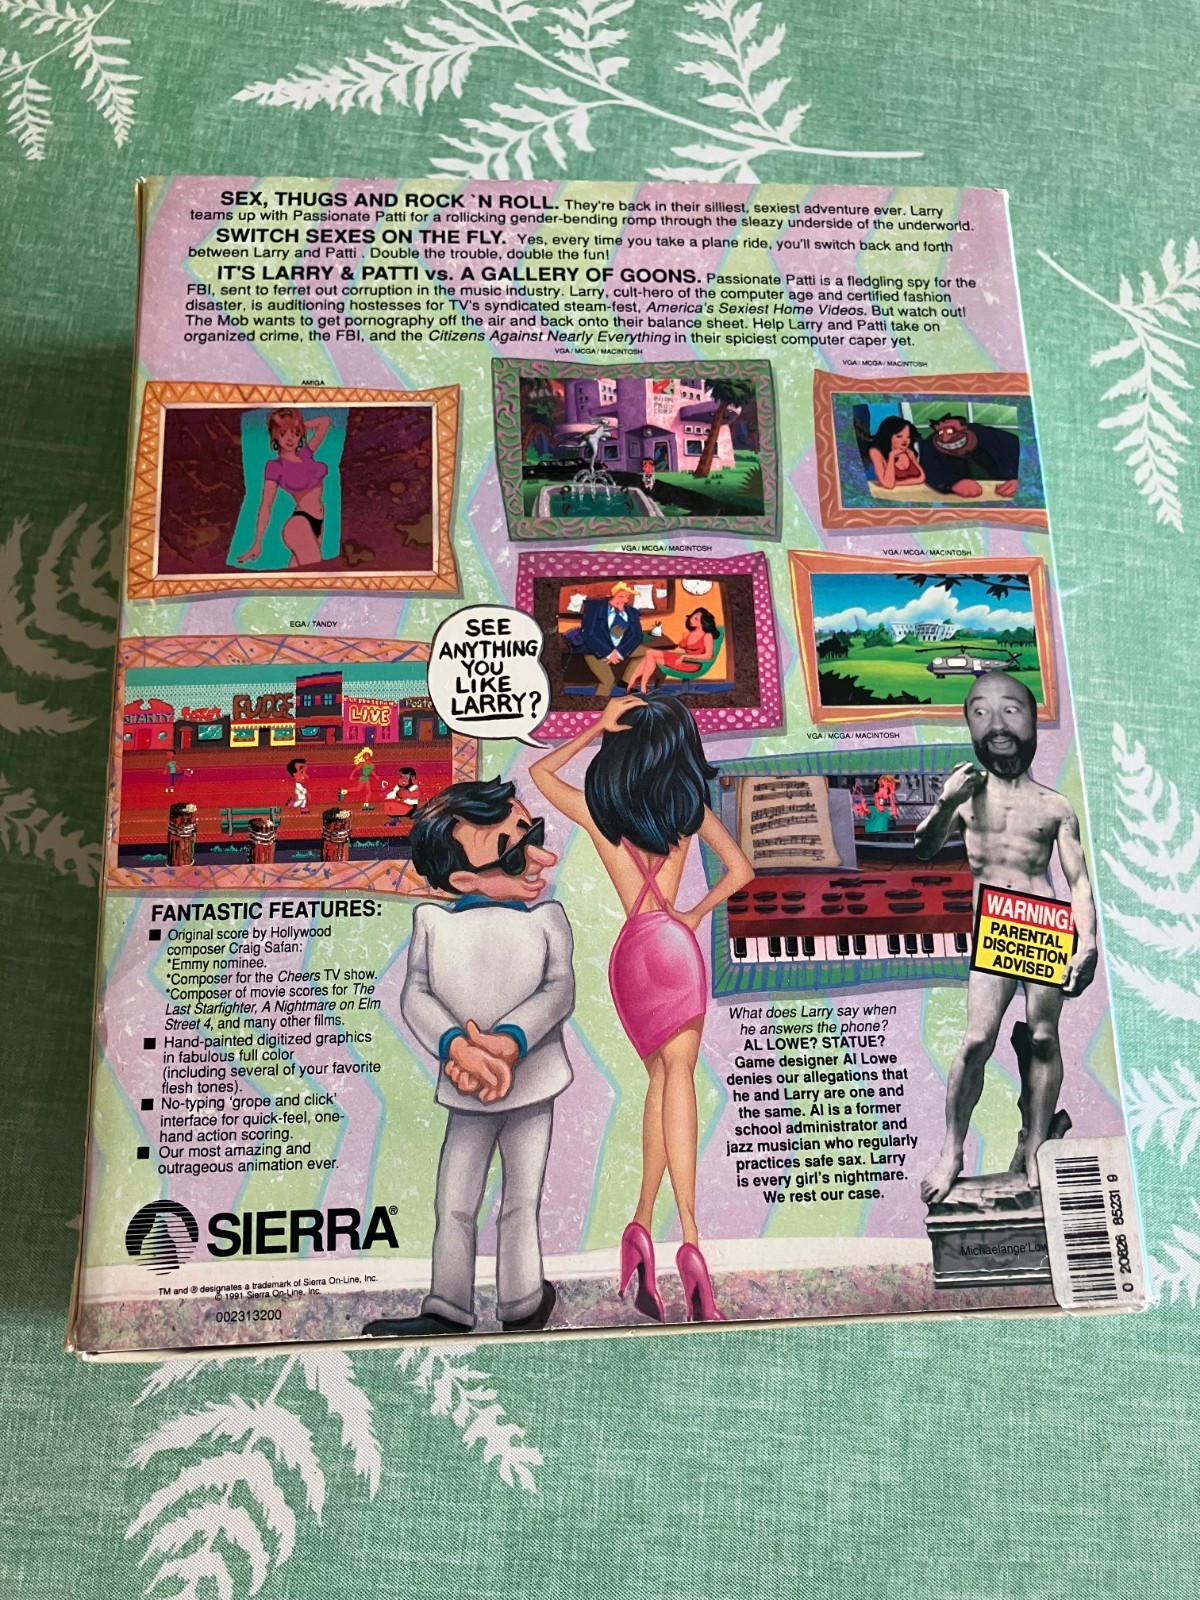 SEX, THUGS AND ROCK `N ROLL. They're back in their silliest, sexiest adventure ever. Larry
teams up with Passionate Patti for a rollicking gender-bending romp through the sleazy underside of the underworld.
SWITCH SEXES ON THE FLY. Yes, every time you take a plane ride, you'll switch back and forth
between Larry and Patti . Double the trouble, double the fun!
IT'S LARRY & PATTI vs. A GALLERY OF GOONS. Passionate Patti is a fledgling spy for the
FBI, sent to ferret out corruption in the music industry. Larry, cult-hero of the computer age and certified fashion
disaster, is auditioning hostesses for TV's syndicated steam-fest, America's Sexiest Home Videos. But watch out!
The Mob wants to get pornography off the air and back onto their balance sheet. Help Larry and Patti take on
organized crime, the FBI, and the Citizens Against Nearly Everything in their spiciest computer caper yet.
VGA / MCGA / MACINTOSH
VGA / MCGA / MACINTOSH
AMIGA
VGA / MCGA / MACINTOSH
VGA / MCGA / MACINTOSH
EGA / TANDY
SEE
ANYTHING
YOU
LIKE
LARRY?
FUDGE
LIVE
VGA / MCGA / MACINTOSH
WARNING!
PARENTAL
DISCRETION
ADVISED
FANTASTIC FEATURES:
■ Original score by Hollywood
composer Craig Safan:
*Emmy nominee.
*Composer for the Cheers TV show.
*Composer of movie scores for The
Last Starfighter, A Nightmare on Elm
Street 4, and many other films.
■ Hand-painted digitized graphics
in fabulous full color
(including several of your favorite
flesh tones).
■ No-typing 'grope and click'
interface for quick-feel, one-
hand action scoring.
■ Our most amazing and
outrageous animation ever.
What does Larry say when
he answers the phone?
AL LOWE? STATUE?
Game designer Al Lowe
denies our allegations that
he and Larry are one and
the same. Al is a former
school administrator and
jazz musician who regularly
practices safe sax. Larry
is every girl's nightmare.
We rest our case.
SIERRA®
TM and ® designates a trademark of Sierra On-Line, Inc.
© 1991 Sierra On-Line, Inc.
002313200
Michaelange'Low
0 20626 85231 9